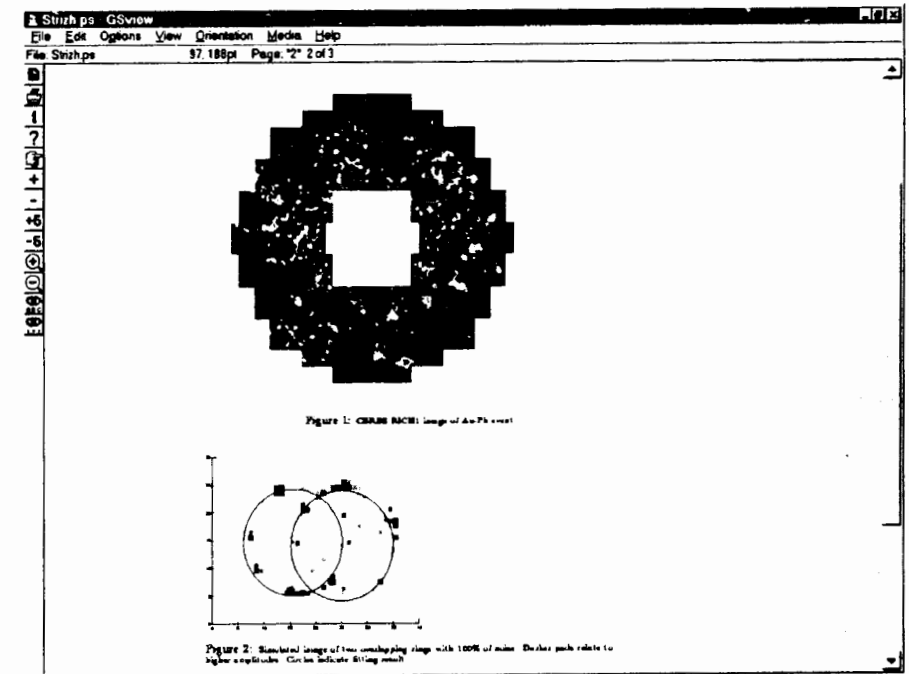 Strizh.ps GSview
File Edit Options View Orientation Media Help
File: Strizh.ps 97, 188pt Page: "2" 2 of 3
i
?
+
-
+5
-5
Figure 1: CERES RICH1 image of Au-Pb event
Figure 2: Simulated image of two overlapping rings with 100% of noise. Darker pads relate to
higher amplitudes. Circles indicate fitting result